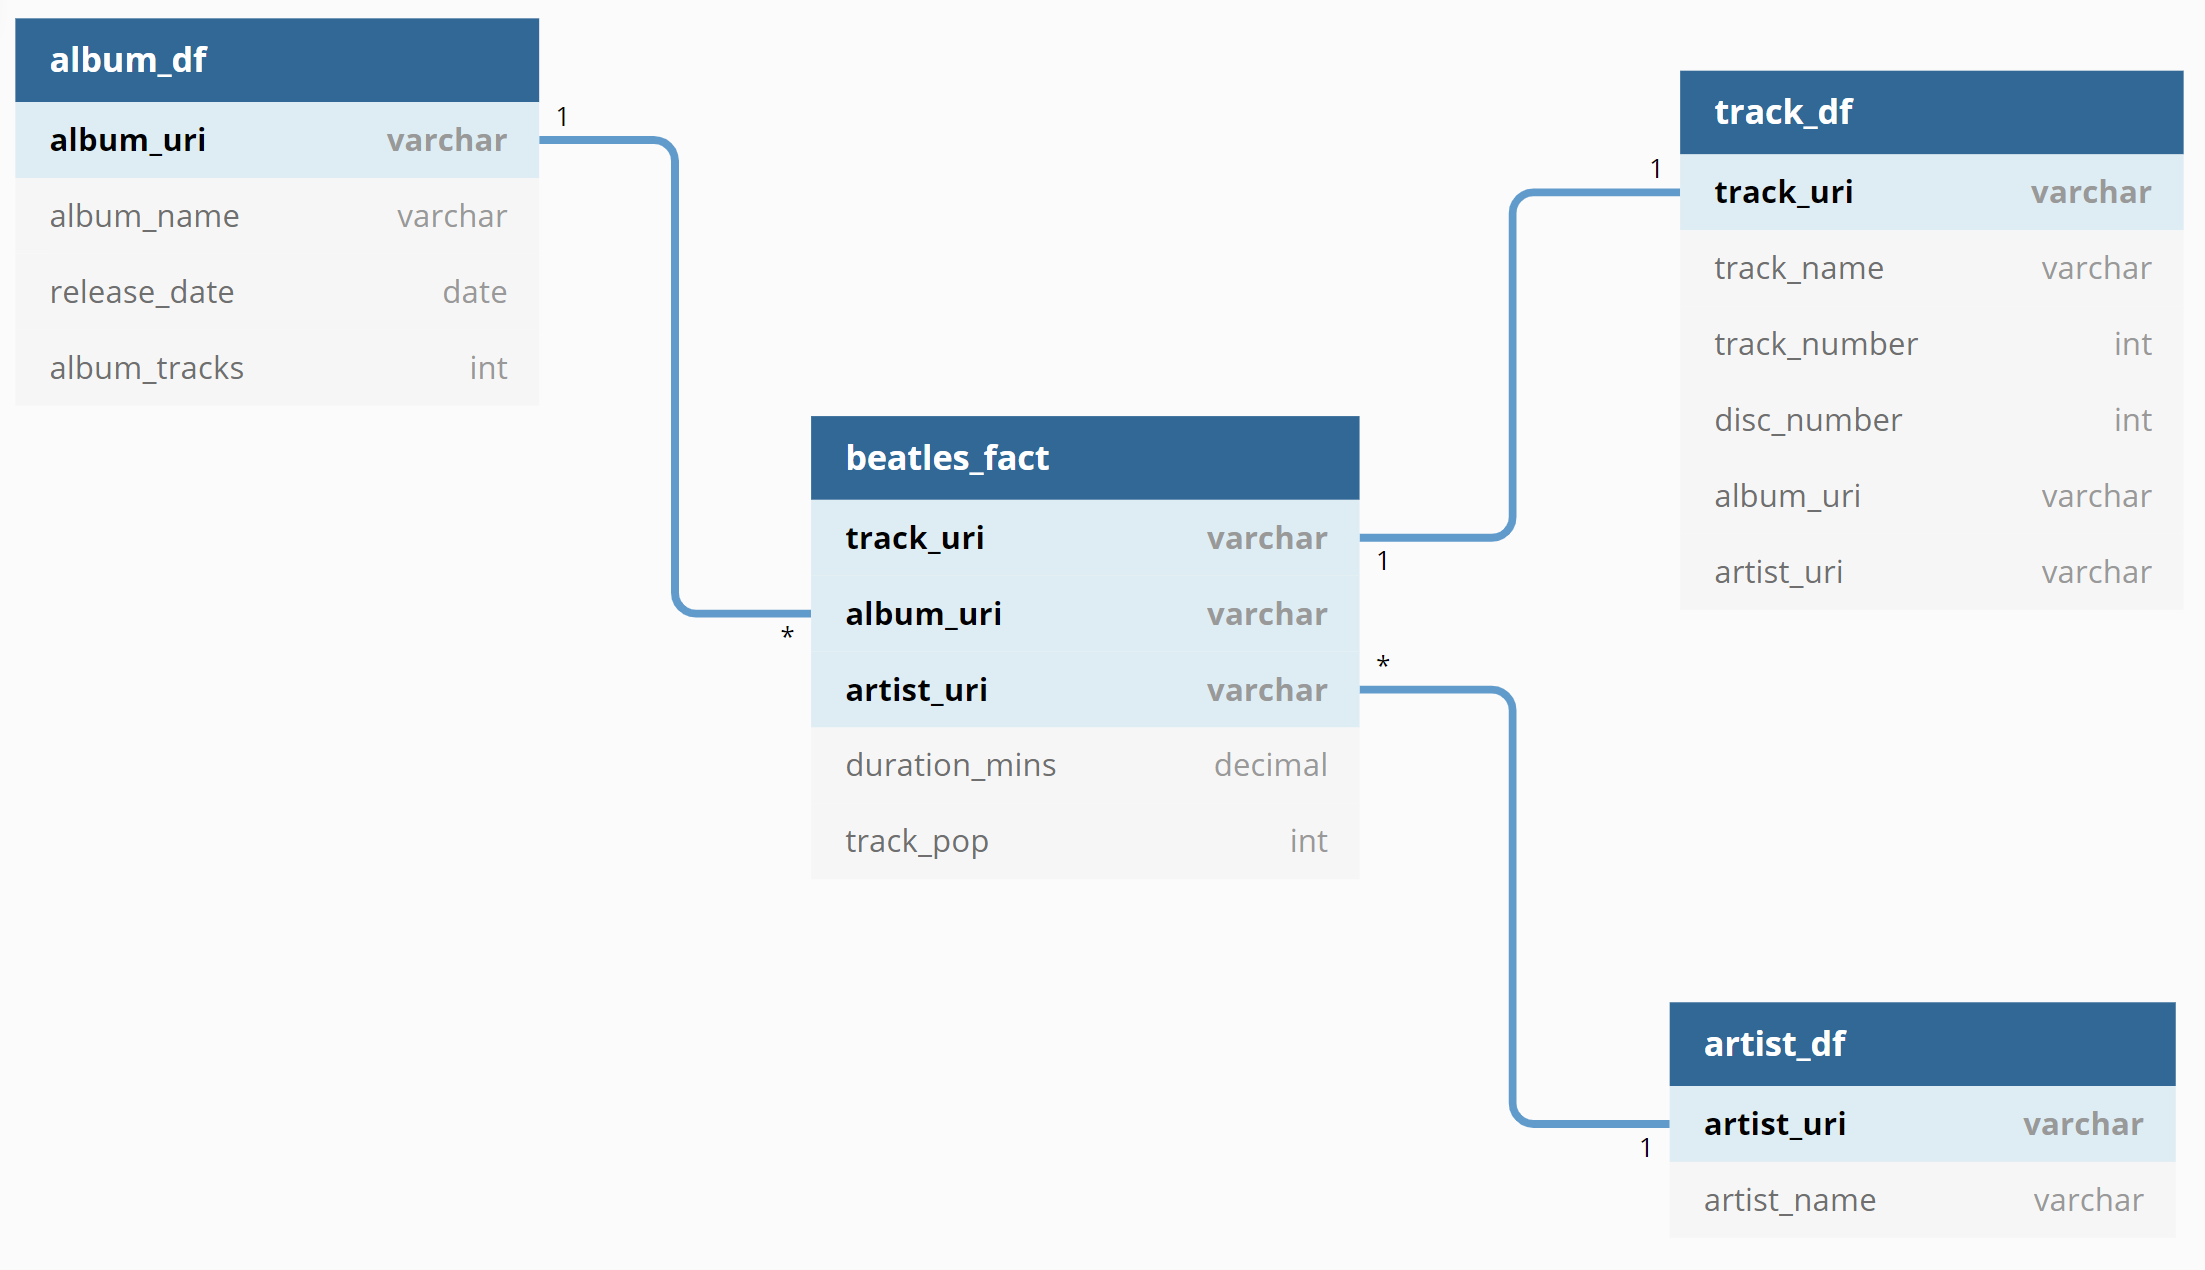 album_df
album_uri varchar
album_name varchar
release_date date
album_tracks int
1
*
beatles_fact
track_uri varchar
album_uri varchar
artist_uri varchar
duration_mins decimal
track_pop int
1
1
track_df
track_uri varchar
track_name varchar
track_number int
disc_number int
album_uri varchar
artist_uri varchar
*
1
artist_df
artist_uri varchar
artist_name varchar